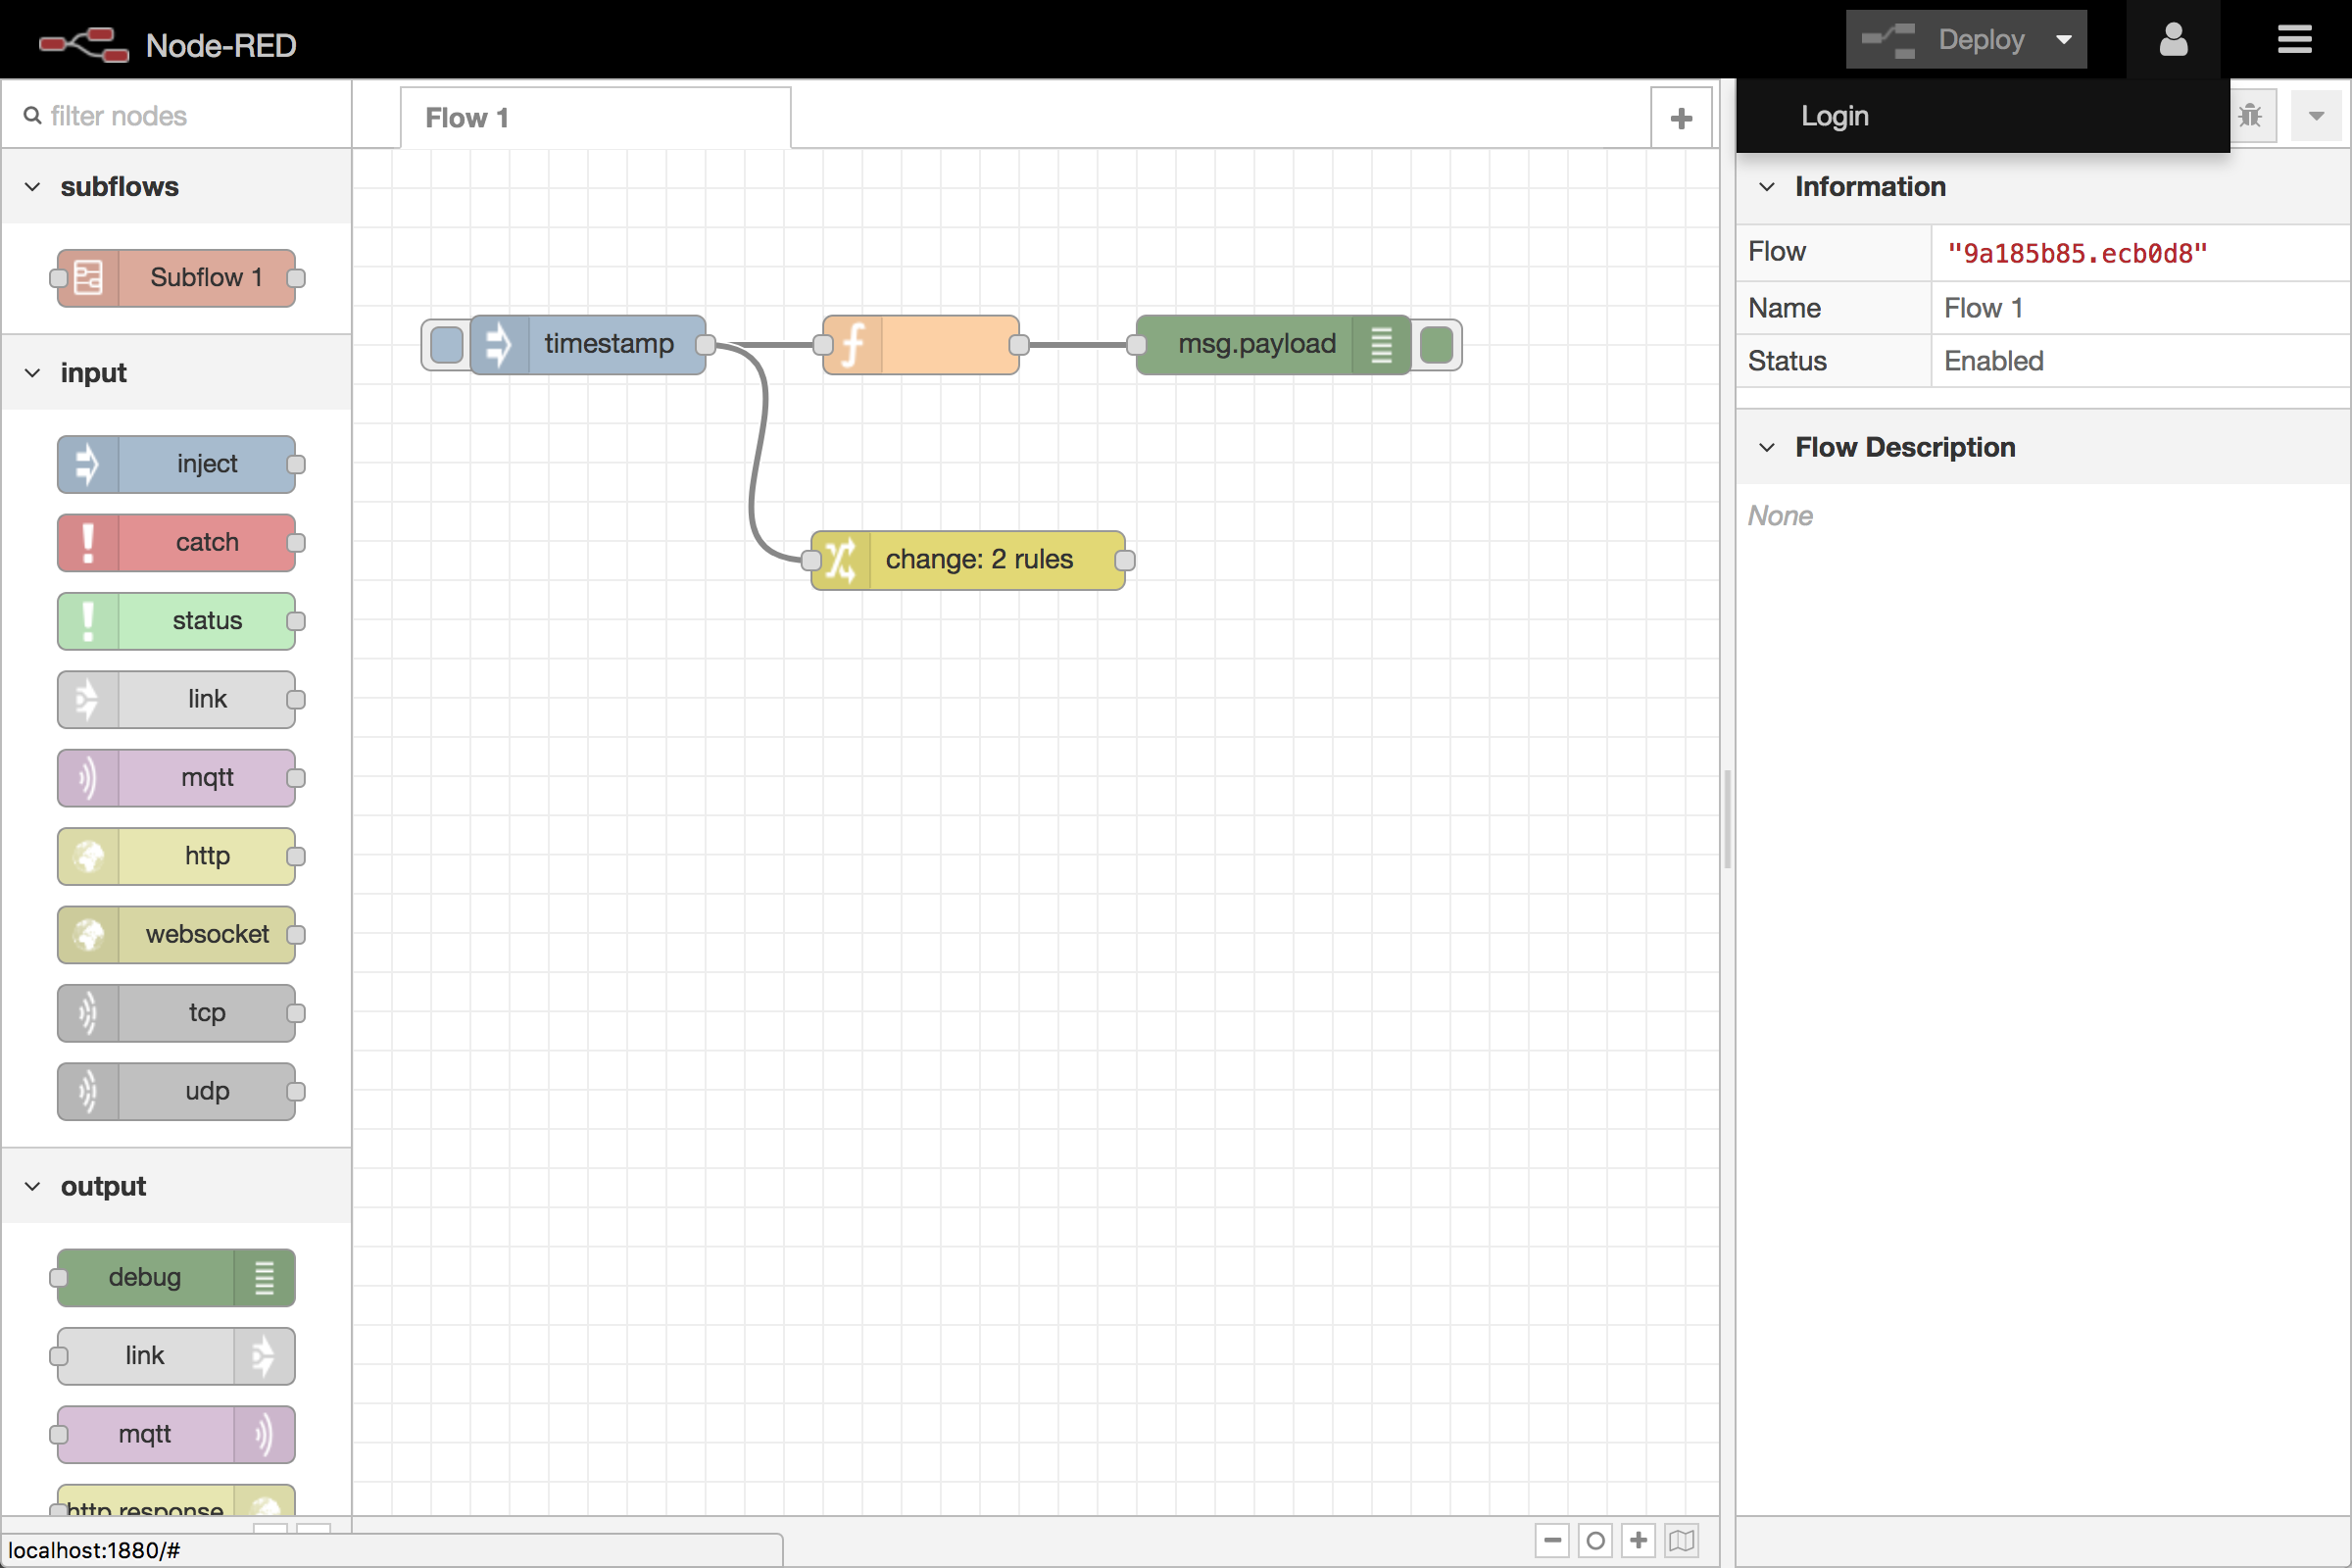 Node-RED
Deploy
filter nodes
Flow 1
Login
subflows
Subflow 1
input
inject
catch
status
link
mqtt
http
websocket
tcp
udp
output
debug
link
mqtt
http response
timestamp
msg.payload
change: 2 rules
Information
Flow "9a185b85.ecb0d8"
Name Flow 1
Status Enabled
Flow Description
None
localhost:1880/#